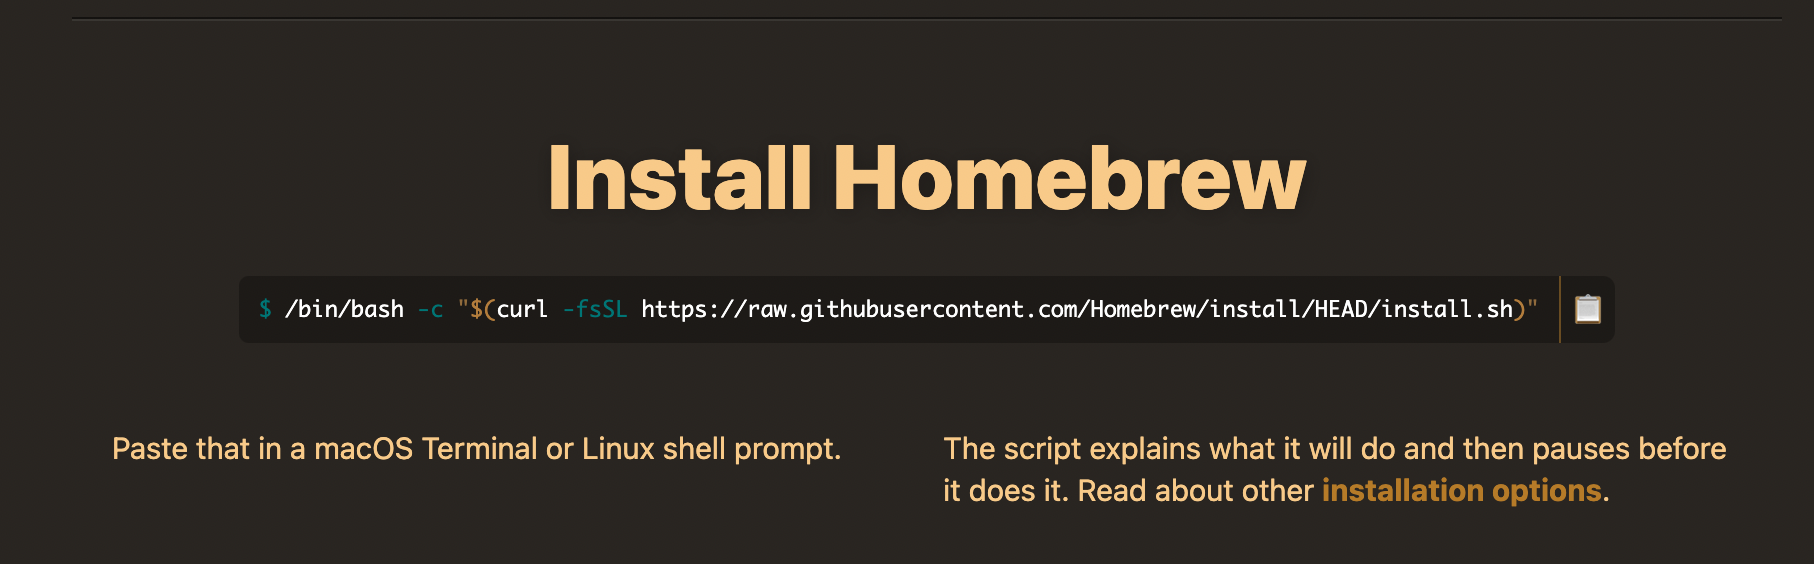 Install Homebrew
$ /bin/bash -c "$(curl -fsSL https://raw.githubusercontent.com/Homebrew/install/HEAD/install.sh)"
Paste that in a macOS Terminal or Linux shell prompt.
The script explains what it will do and then pauses before
it does it. Read about other installation options.